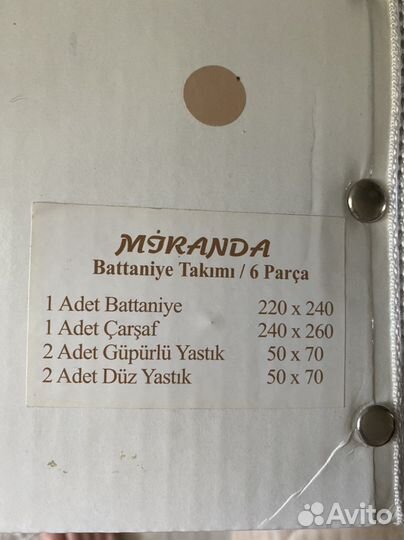 MİRANDA
Battaniye Takımı / 6 Parça
1 Adet Battaniye 220 x 240
1 Adet Çarşaf 240 x 260
2 Adet Güpürlü Yastık 50 x 70
2 Adet Düz Yastık 50 x 70
Avito